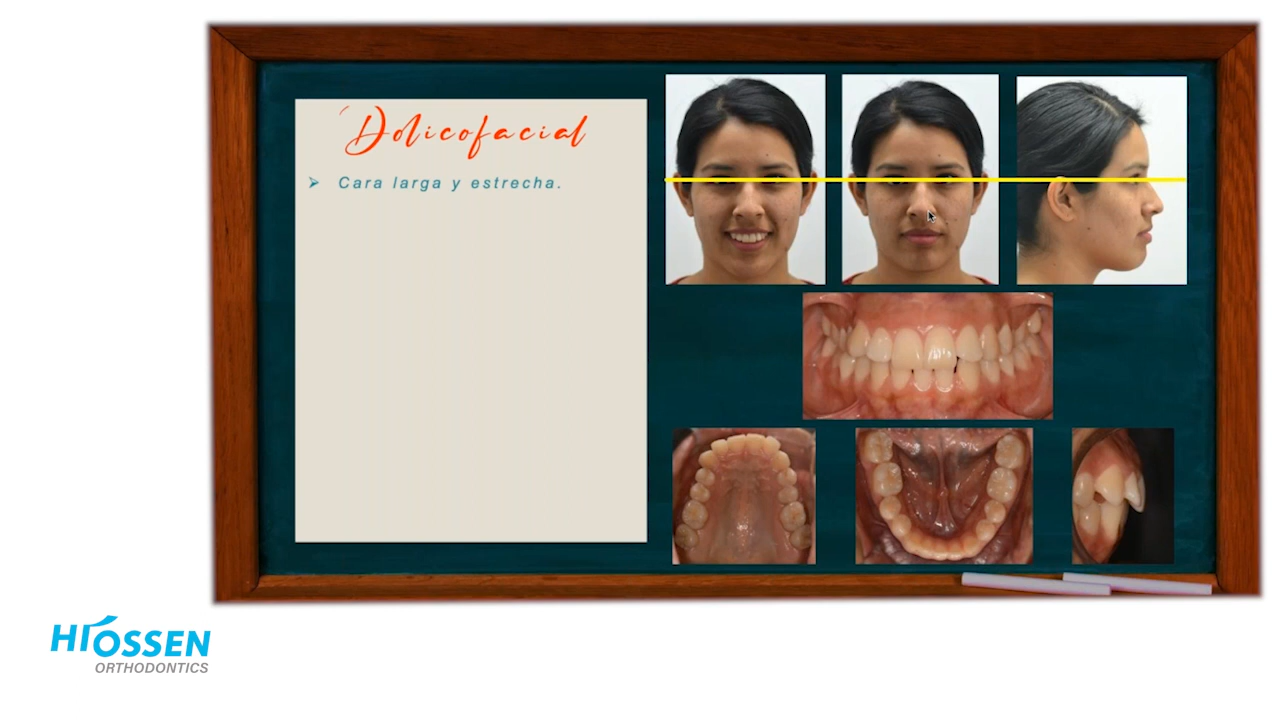 Dolicofacial
➢ Cara larga y estrecha.
HIOSSEN
ORTHODONTICS